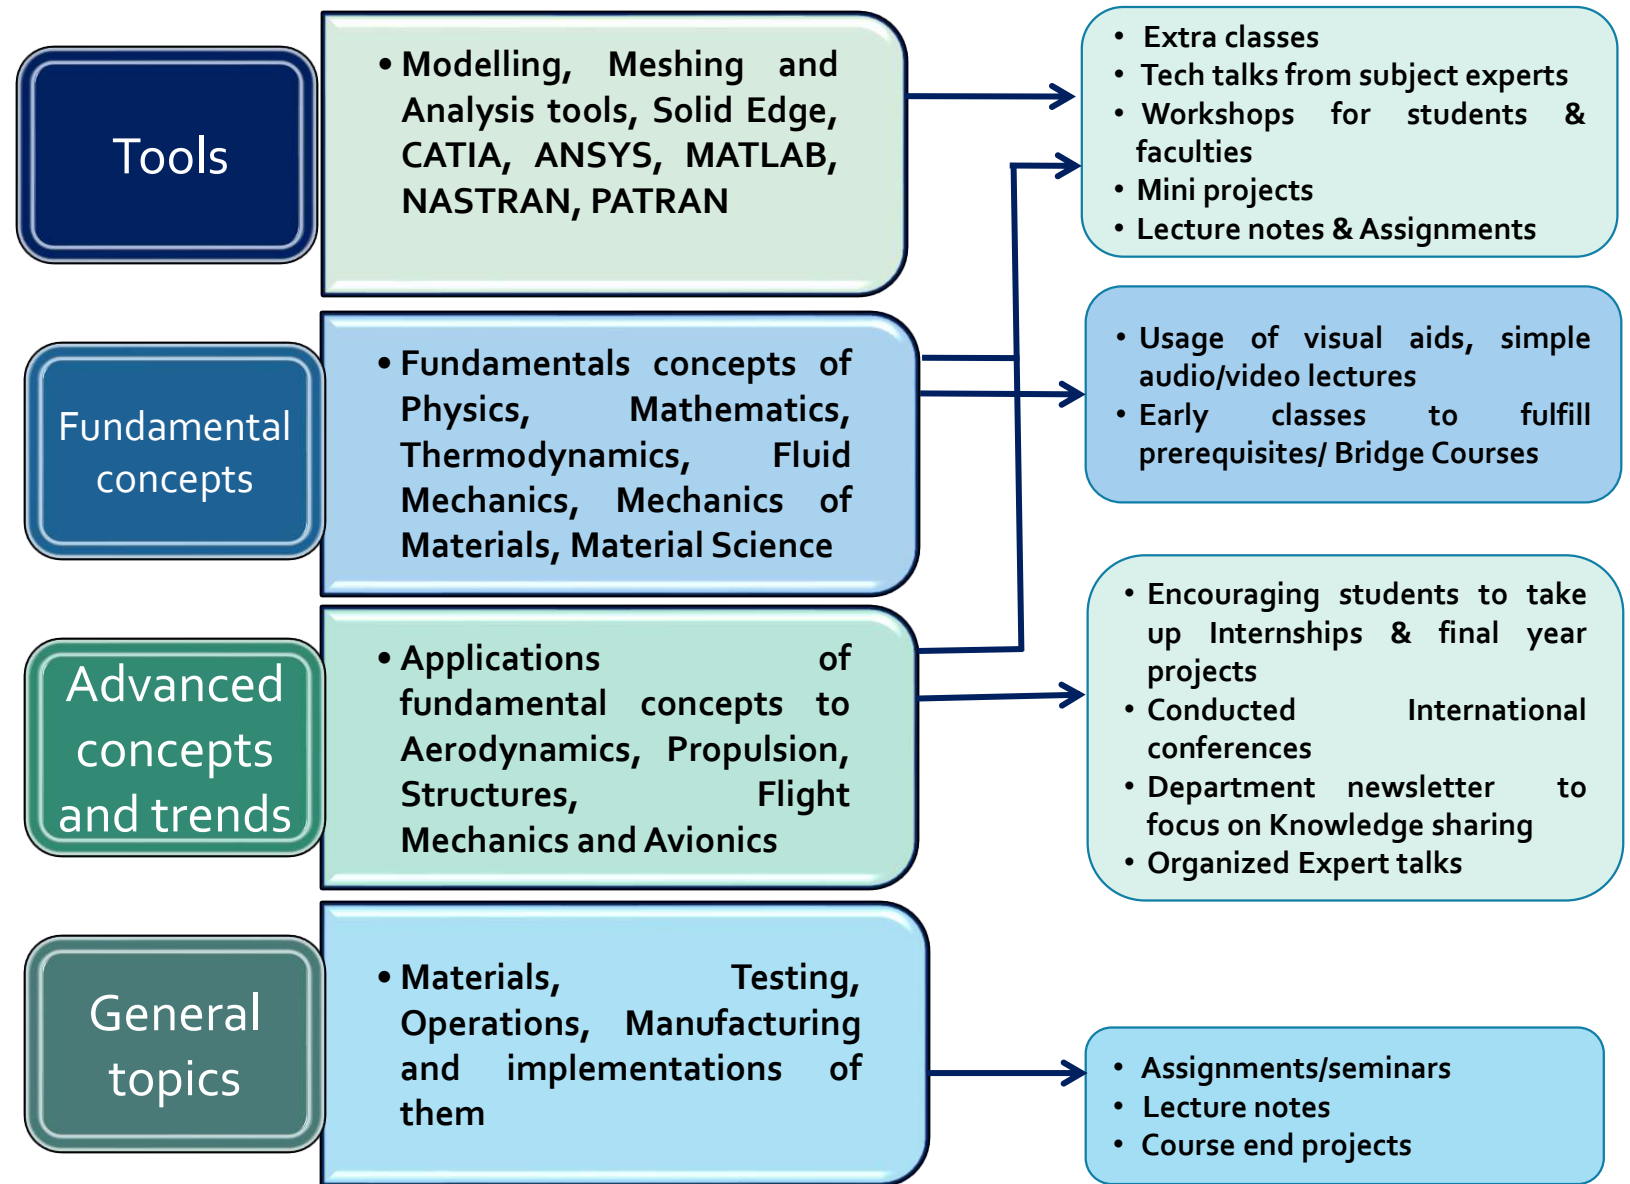 Tools
• Modelling, Meshing and
Analysis tools, Solid Edge,
CATIA, ANSYS, MATLAB,
NASTRAN, PATRAN
• Extra classes
• Tech talks from subject experts
• Workshops for students &
faculties
• Mini projects
• Lecture notes & Assignments
Fundamental
concepts
• Fundamentals concepts of
Physics, Mathematics,
Thermodynamics, Fluid
Mechanics, Mechanics of
Materials, Material Science
• Usage of visual aids, simple
audio/video lectures
• Early classes to fulfill
prerequisites/ Bridge Courses
Advanced
concepts
and trends
• Applications of
fundamental concepts to
Aerodynamics, Propulsion,
Structures, Flight
Mechanics and Avionics
• Encouraging students to take
up Internships & final year
projects
• Conducted International
conferences
• Department newsletter to
focus on Knowledge sharing
• Organized Expert talks
General
topics
• Materials, Testing,
Operations, Manufacturing
and implementations of
them
• Assignments/seminars
• Lecture notes
• Course end projects